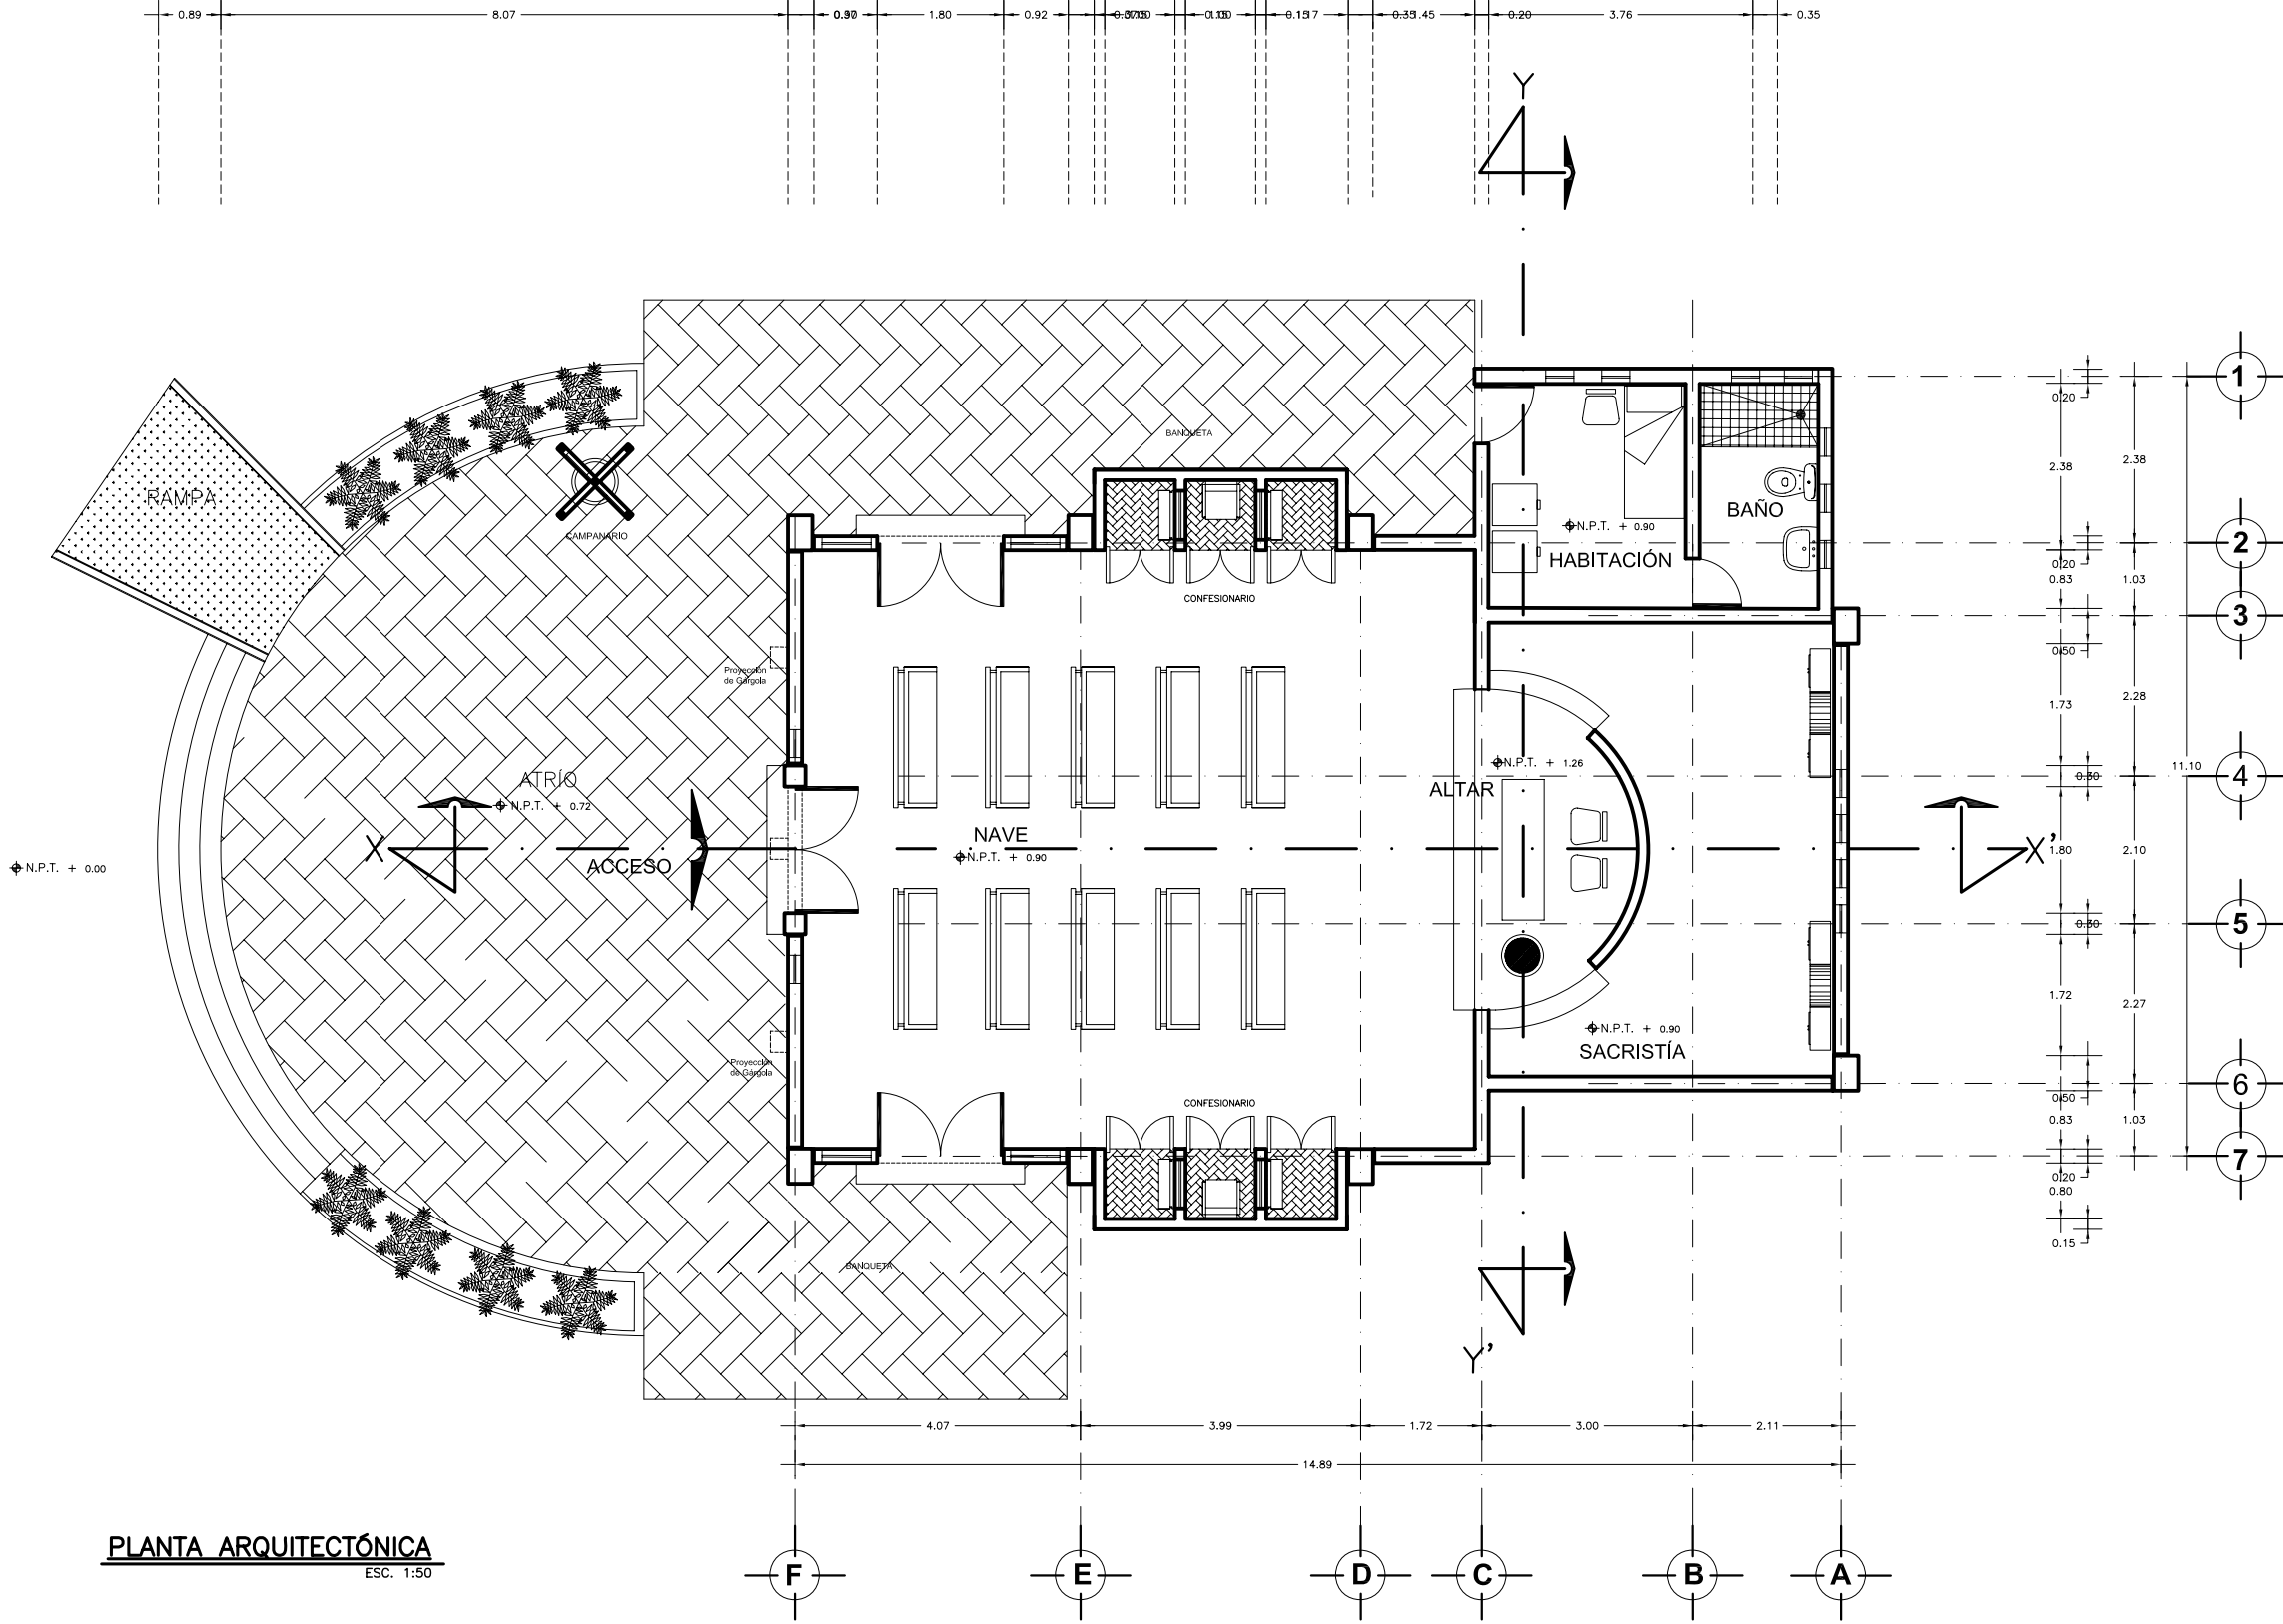 0.89
8.07
1.80
0.92
0.20
3.76
0.35
Y
1
0.20
2.38
2.38
BANQUETA
RAMPA
BAÑO
N.P.T. + 0.90
HABITACIÓN
CAMPANARIO
2
0.20
0.83
1.03
CONFESIONARIO
3
0.50
Proyección
de Gárgola
2.28
1.73
N.P.T. + 1.26
11.10
0.30
4
ATRÍO
ALTAR
N.P.T. + 0.72
NAVE
N.P.T. + 0.90
X
X'
1.80
2.10
ACCESO
N.P.T. + 0.00
0.30
5
1.72
2.27
N.P.T. + 0.90
SACRISTÍA
Proyección
de Gárgola
6
0.50
CONFESIONARIO
0.83
1.03
7
0.20
0.80
0.15
BANQUETA
Y'
4.07
3.99
1.72
3.00
2.11
14.89
PLANTA ARQUITECTÓNICA
ESC. 1:50
F
E
D
C
B
A